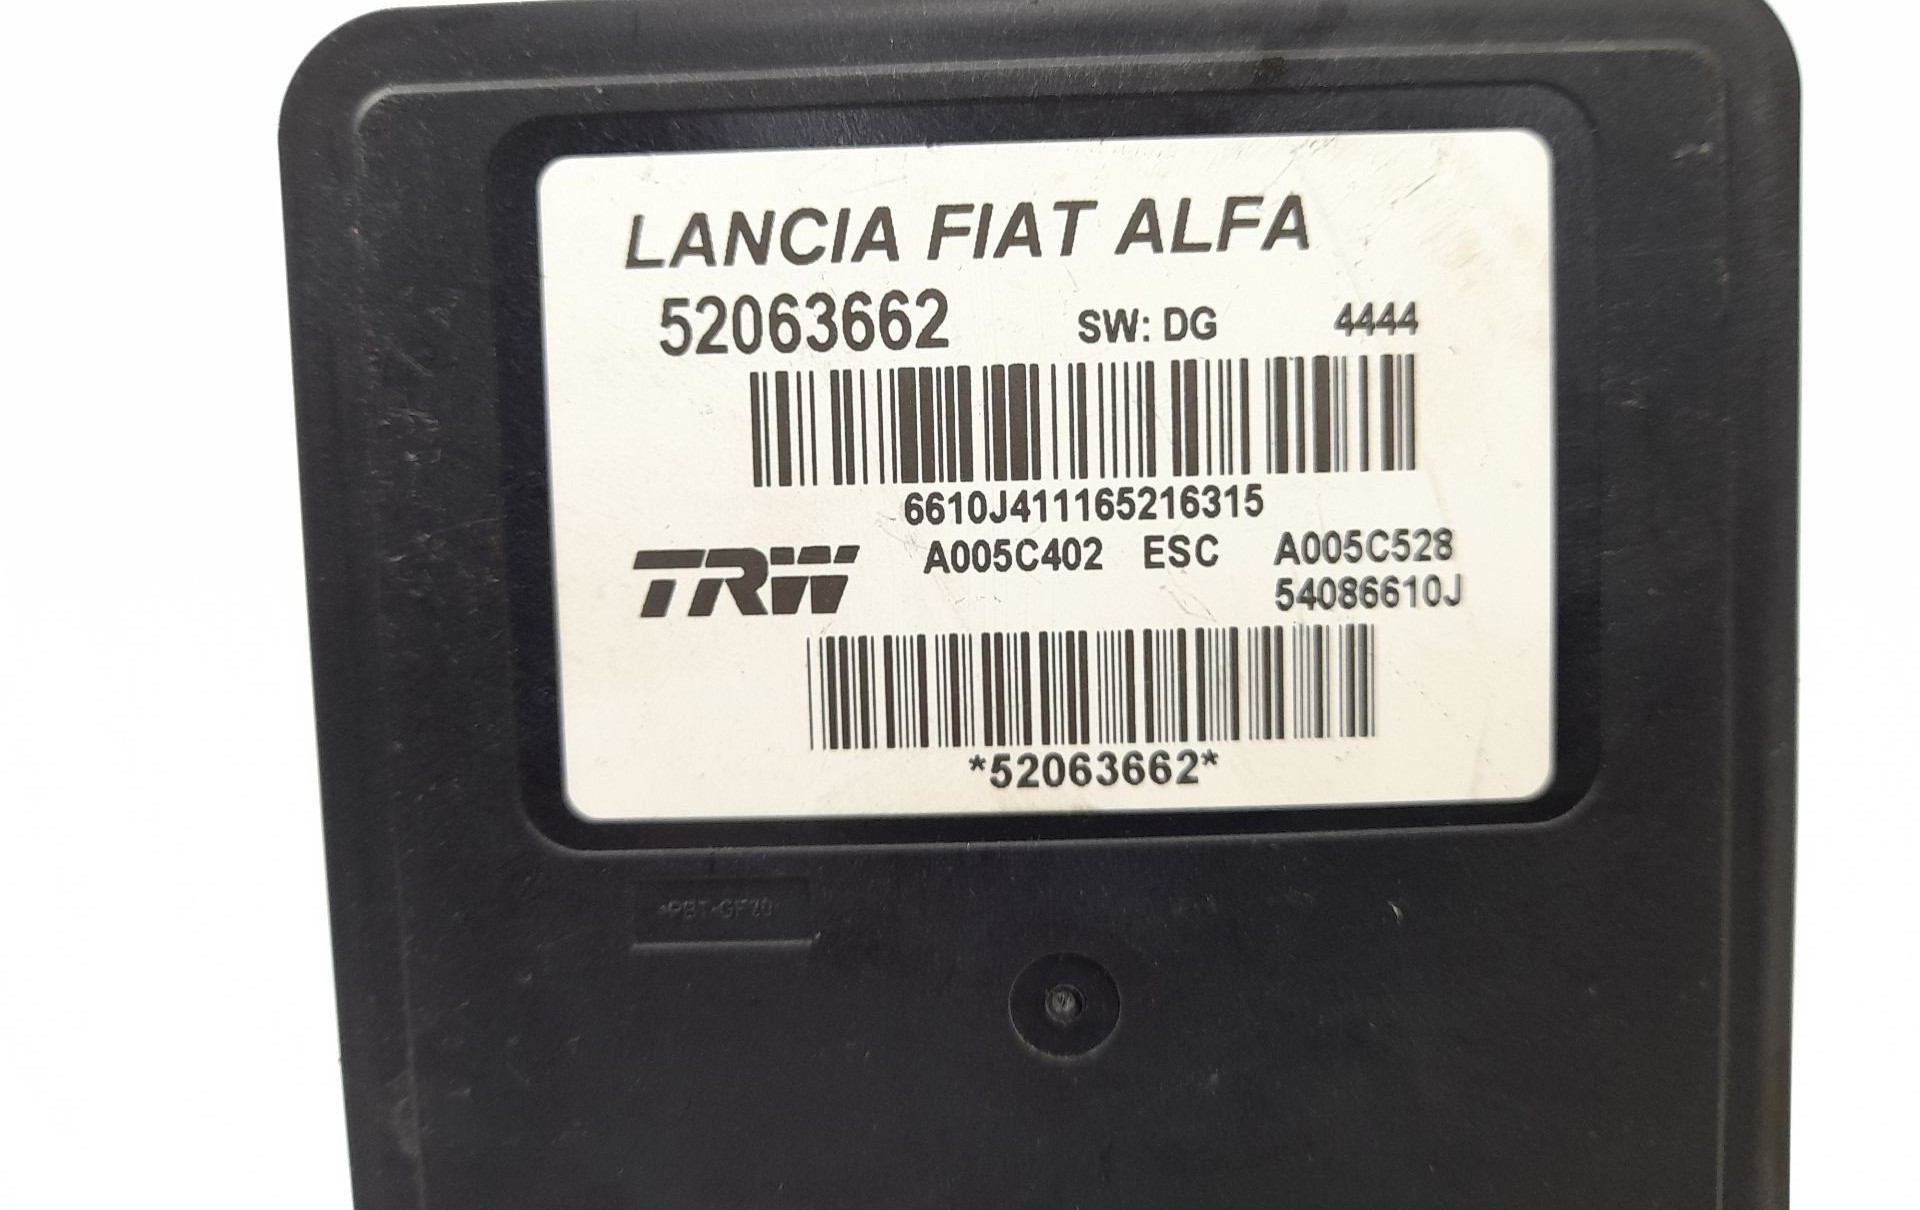 LANCIA FIAT ALFA
52063662 SW: DG 4444
6610J411165216315
TRW A005C402 ESC A005C528
54086610J
*52063662*